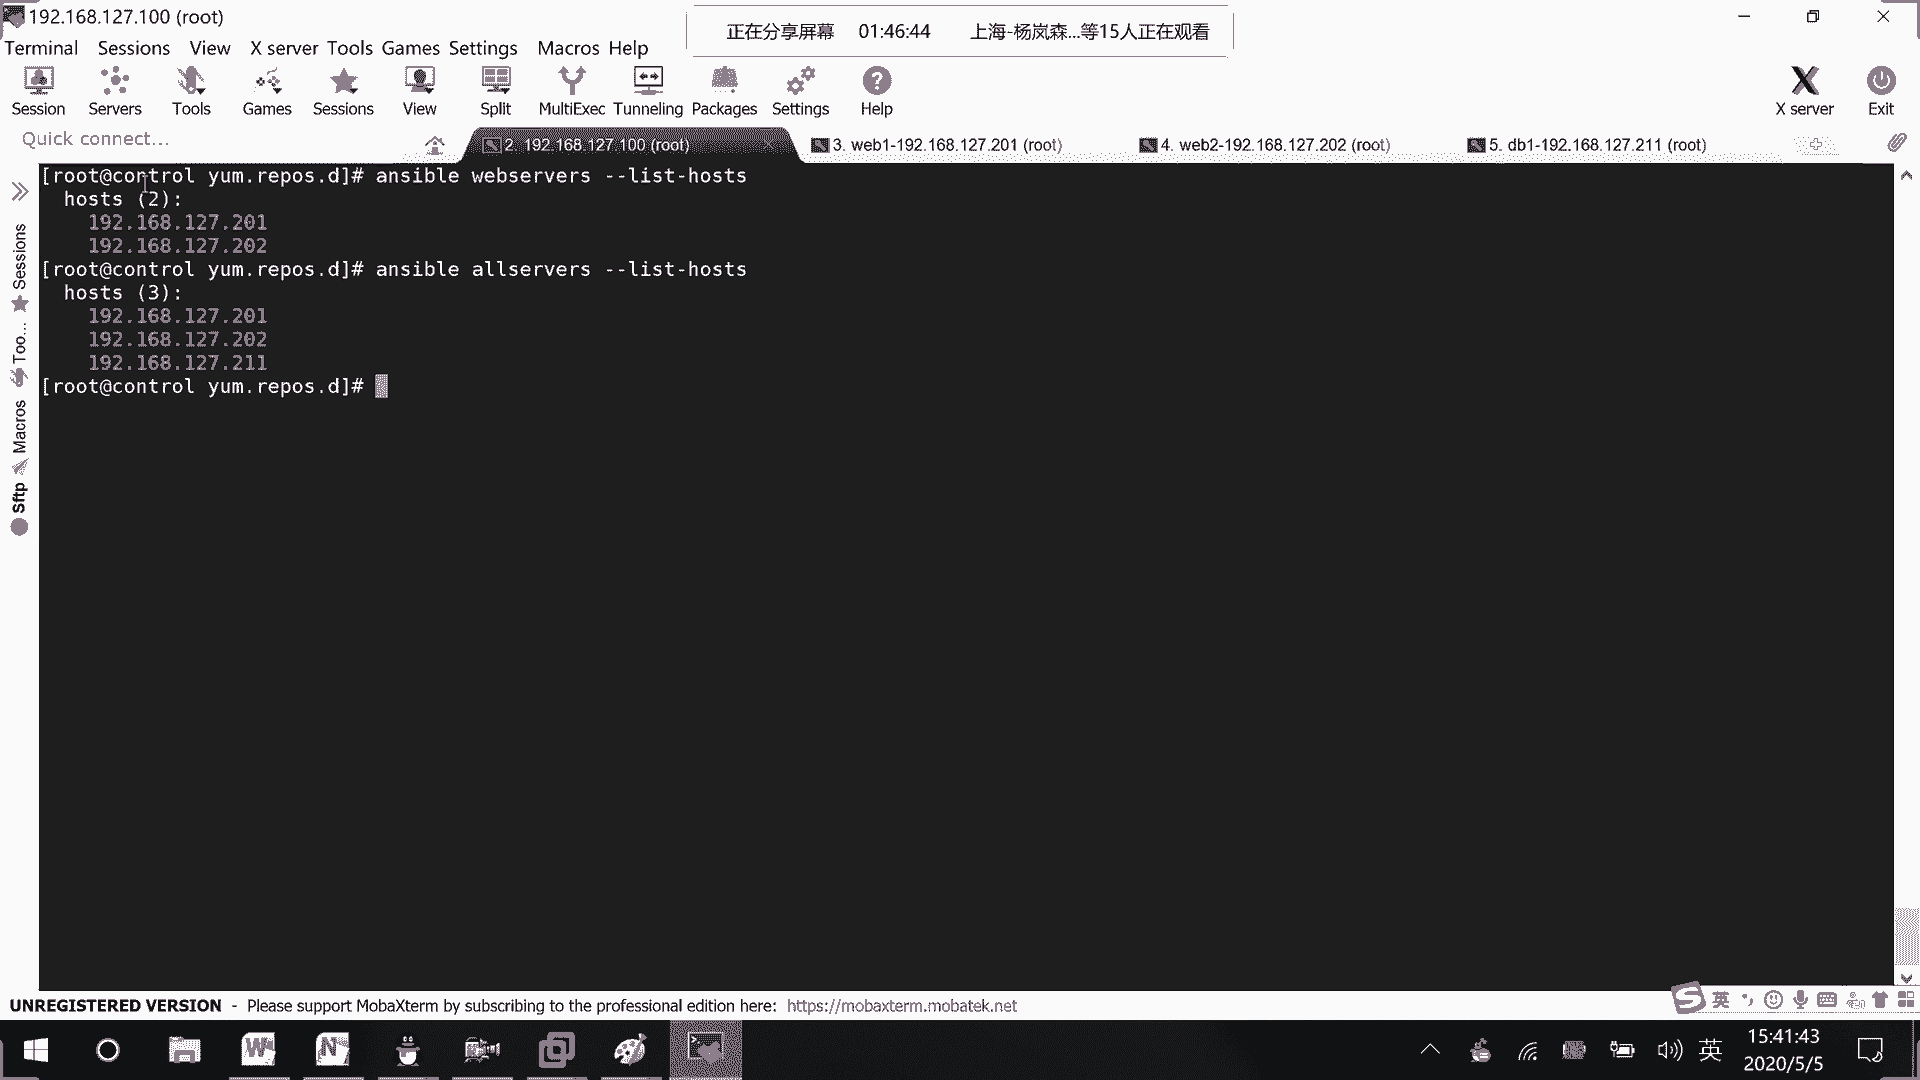 192.168.127.100 (root)
正在分享屏幕 01:46:44 上海-杨岚森...等15人正在观看
Terminal Sessions View X server Tools Games Settings Macros Help
Session Servers Tools Games Sessions View Split MultiExec Tunneling Packages Settings Help X server Exit
Quick connect... 2. 192.168.127.100 (root) 3. web1-192.168.127.201 (root) 4. web2-192.168.127.202 (root) 5. db1-192.168.127.211 (root)
[root@control yum.repos.d]# ansible webservers --list-hosts
hosts (2):
192.168.127.201
192.168.127.202
[root@control yum.repos.d]# ansible allservers --list-hosts
hosts (3):
192.168.127.201
192.168.127.202
192.168.127.211
[root@control yum.repos.d]#
Sessions
Too...
Macros
Sftp
UNREGISTERED VERSION - Please support MobaXterm by subscribing to the professional edition here: https://mobaxterm.mobatek.net
英
英 15:41:43
2020/5/5